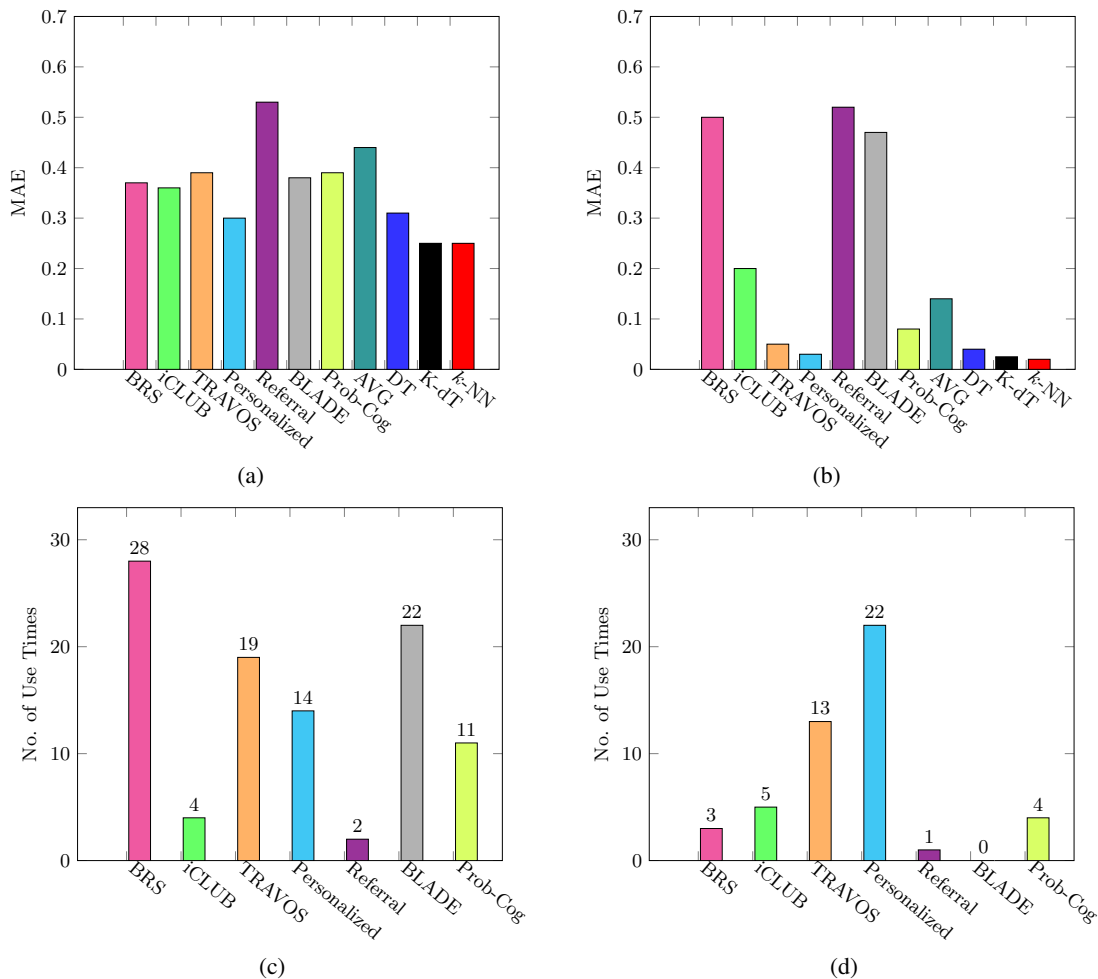 0.7
0.6
0.5
0.4
0.3
0.2
0.1
0
MAE
BRS
iCLUB
TRAVOS
Personalized
Referral
BLADE
Prob-Cog
AVG
DT
K-dT
k-NN
(a)
0.7
0.6
0.5
0.4
0.3
0.2
0.1
0
MAE
BRS
iCLUB
TRAVOS
Personalized
Referral
BLADE
Prob-Cog
AVG
DT
K-dT
k-NN
(b)
30
20
10
0
No. of Use Times
28
4
19
14
2
22
11
BRS
iCLUB
TRAVOS
Personalized
Referral
BLADE
Prob-Cog
(c)
30
20
10
0
No. of Use Times
3
5
13
22
1
0
4
BRS
iCLUB
TRAVOS
Personalized
Referral
BLADE
Prob-Cog
(d)